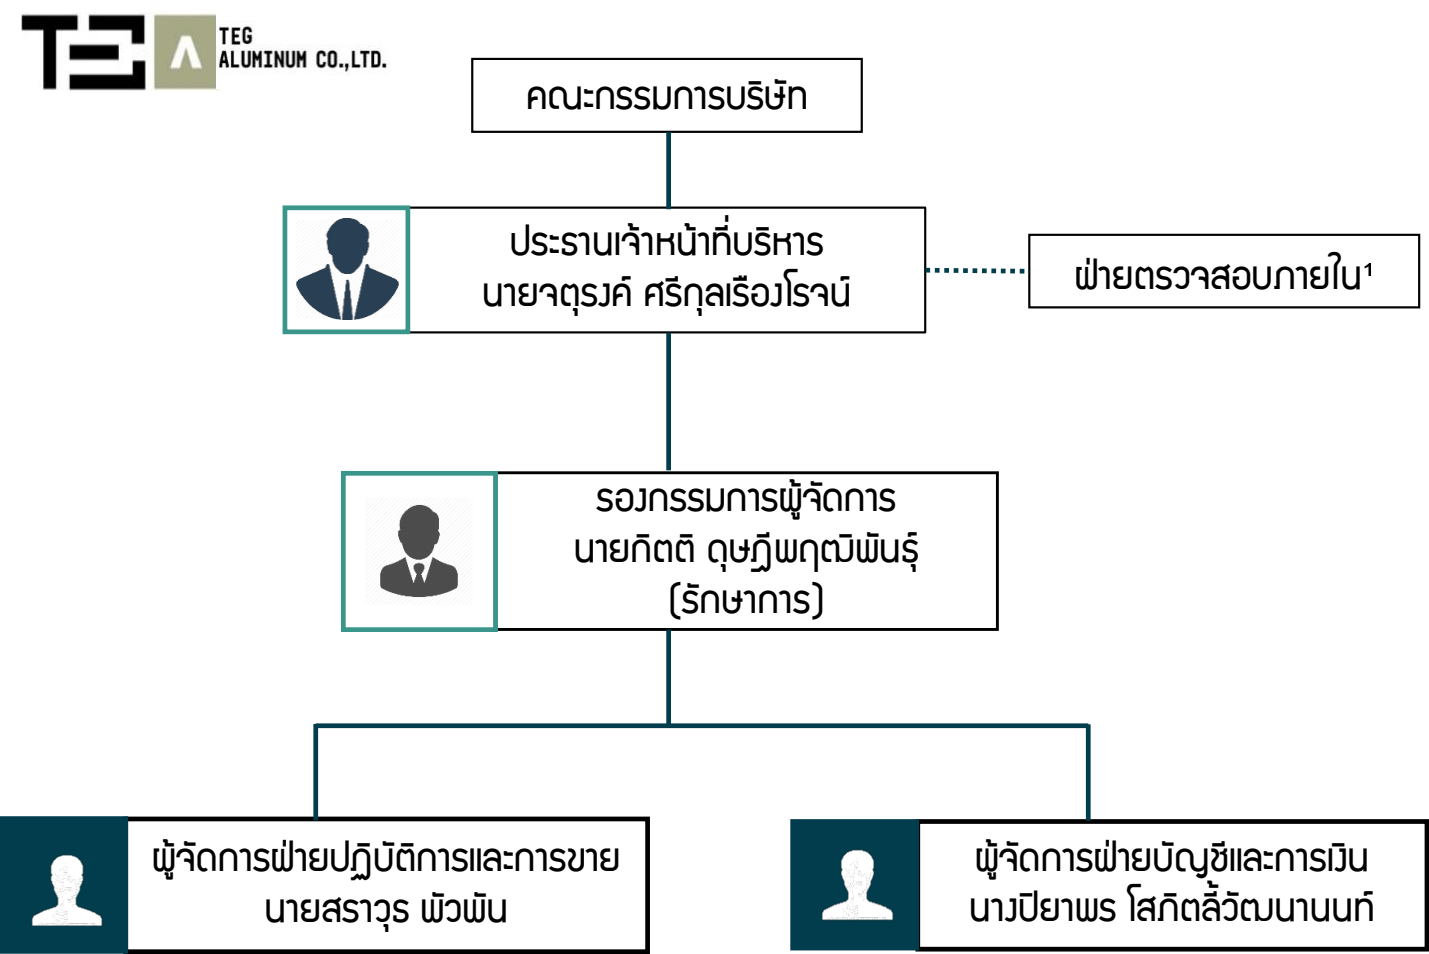 TEA
TEG
ALUMINUM CO.,LTD.
คณะกรรมการบริษัท
ประธานเจ้าหน้าที่บริหาร
นายจตุรงค์ ศรีกุลเรืองโรจน์
ฝ่ายตรวจสอบภายใน¹
รองกรรมการผู้จัดการ
นายกิตติ ดุษฎีพฤฒิพันธุ์
(รักษาการ)
ผู้จัดการฝ่ายปฏิบัติการและการขาย
นายสราวุธ พัวพัน
ผู้จัดการฝ่ายบัญชีและการเงิน
นางปิยาพร โสภิตลี้วัฒนานนท์